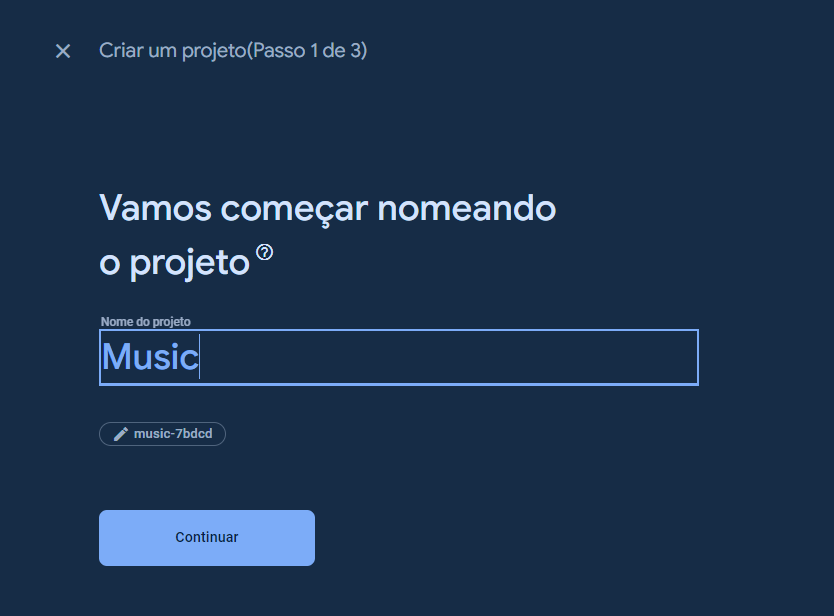 Criar um projeto(Passo 1 de 3)
Vamos começar nomeando
o projeto
Nome do projeto
Music
music-7bdcd
Continuar